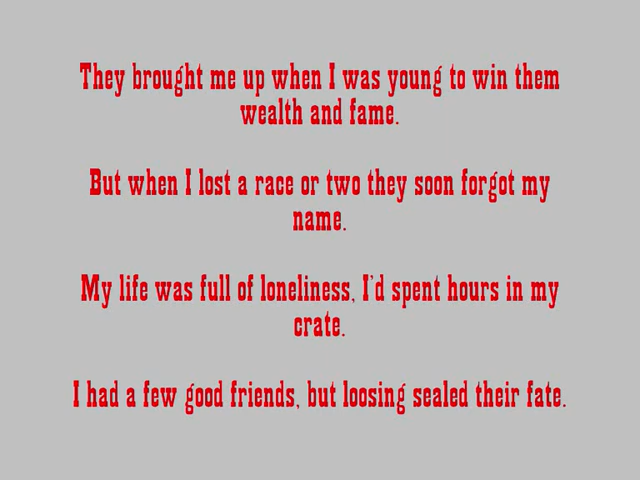 They brought me up when I was young to win them
wealth and fame.
But when I lost a race or two they soon forgot my
name.
My life was full of loneliness, I'd spent hours in my
crate.
I had a few good friends, but loosing sealed their fate.